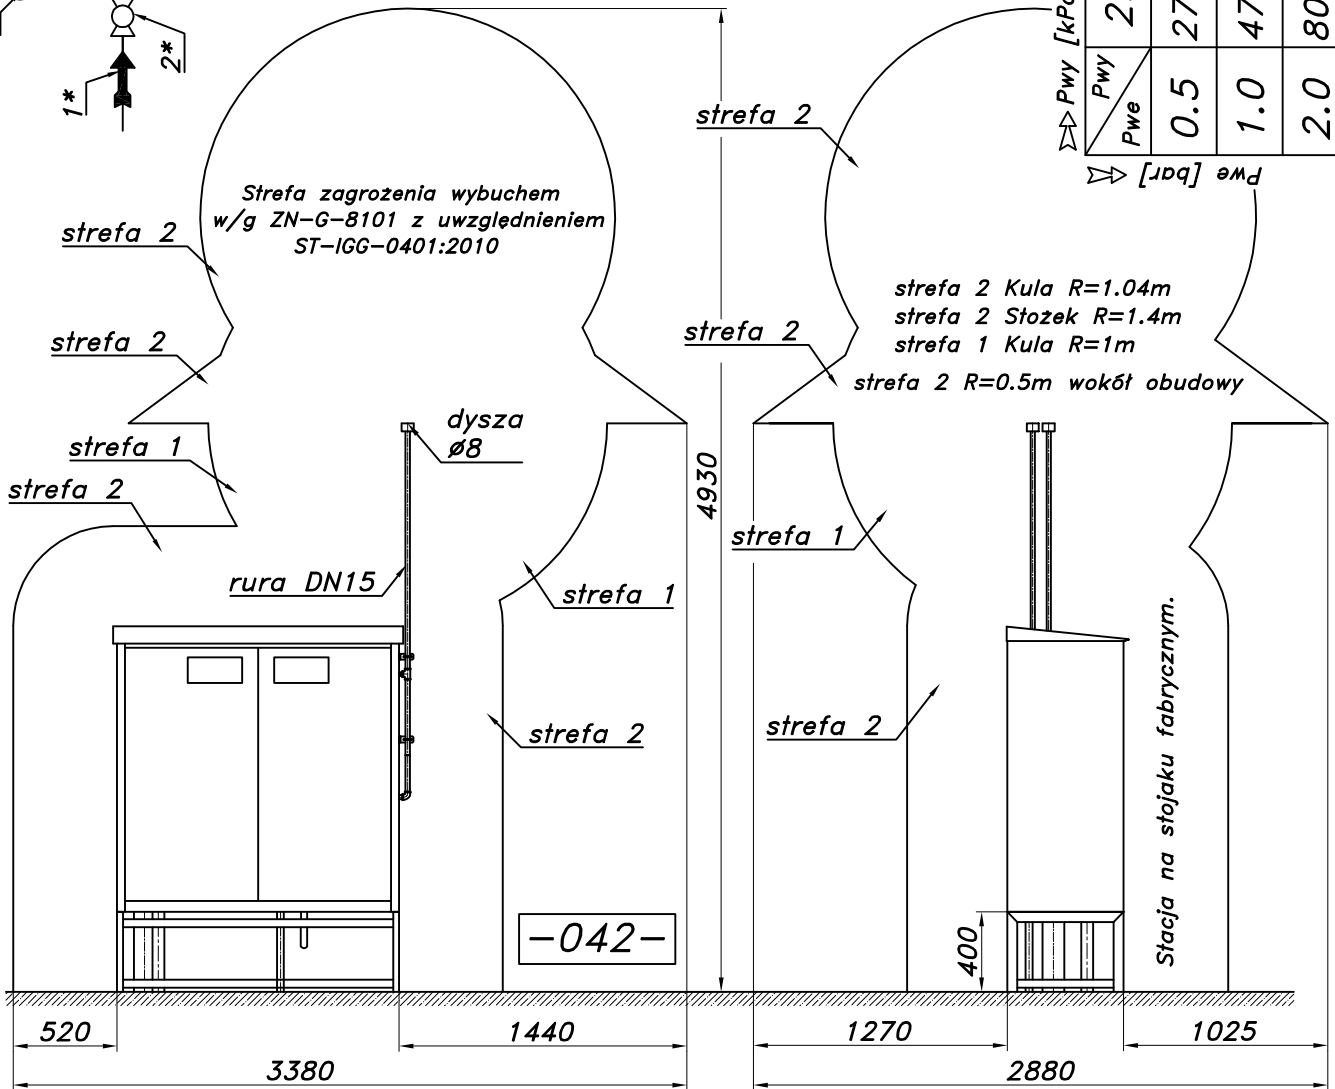 1*
2*
Pwy [kPa
Pwy
Pwe
0.5
27
1.0
47
2.0
80
Pwe [bar]
Strefa zagrożenia wybuchem
w/g ZN-G-8101 z uwzględnieniem
ST-IGG-0401:2010
strefa 2
strefa 2
strefa 1
strefa 2
dysza
ø8
rura DN15
strefa 1
strefa 2
-042-
520
1440
3380
4930
strefa 2
strefa 2
strefa 2 Kula R=1.04m
strefa 2 Stożek R=1.4m
strefa 1 Kula R=1m
strefa 2 R=0.5m wokół obudowy
strefa 1
strefa 2
Stacja na stojaku fabrycznym.
400
1270
1025
2880